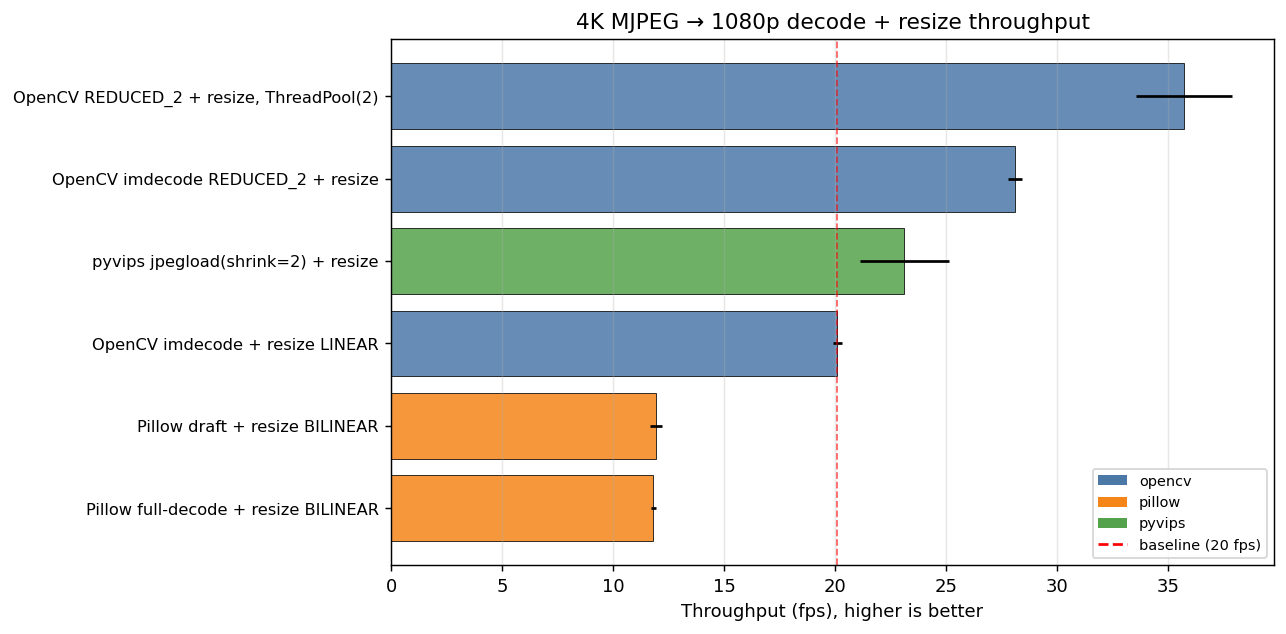 4K MJPEG → 1080p decode + resize throughput
OpenCV REDUCED_2 + resize, ThreadPool(2)
OpenCV imdecode REDUCED_2 + resize
pyvips jpegload(shrink=2) + resize
OpenCV imdecode + resize LINEAR
Pillow draft + resize BILINEAR
Pillow full-decode + resize BILINEAR
opencv
pillow
pyvips
baseline (20 fps)
0 5 10 15 20 25 30 35
Throughput (fps), higher is better